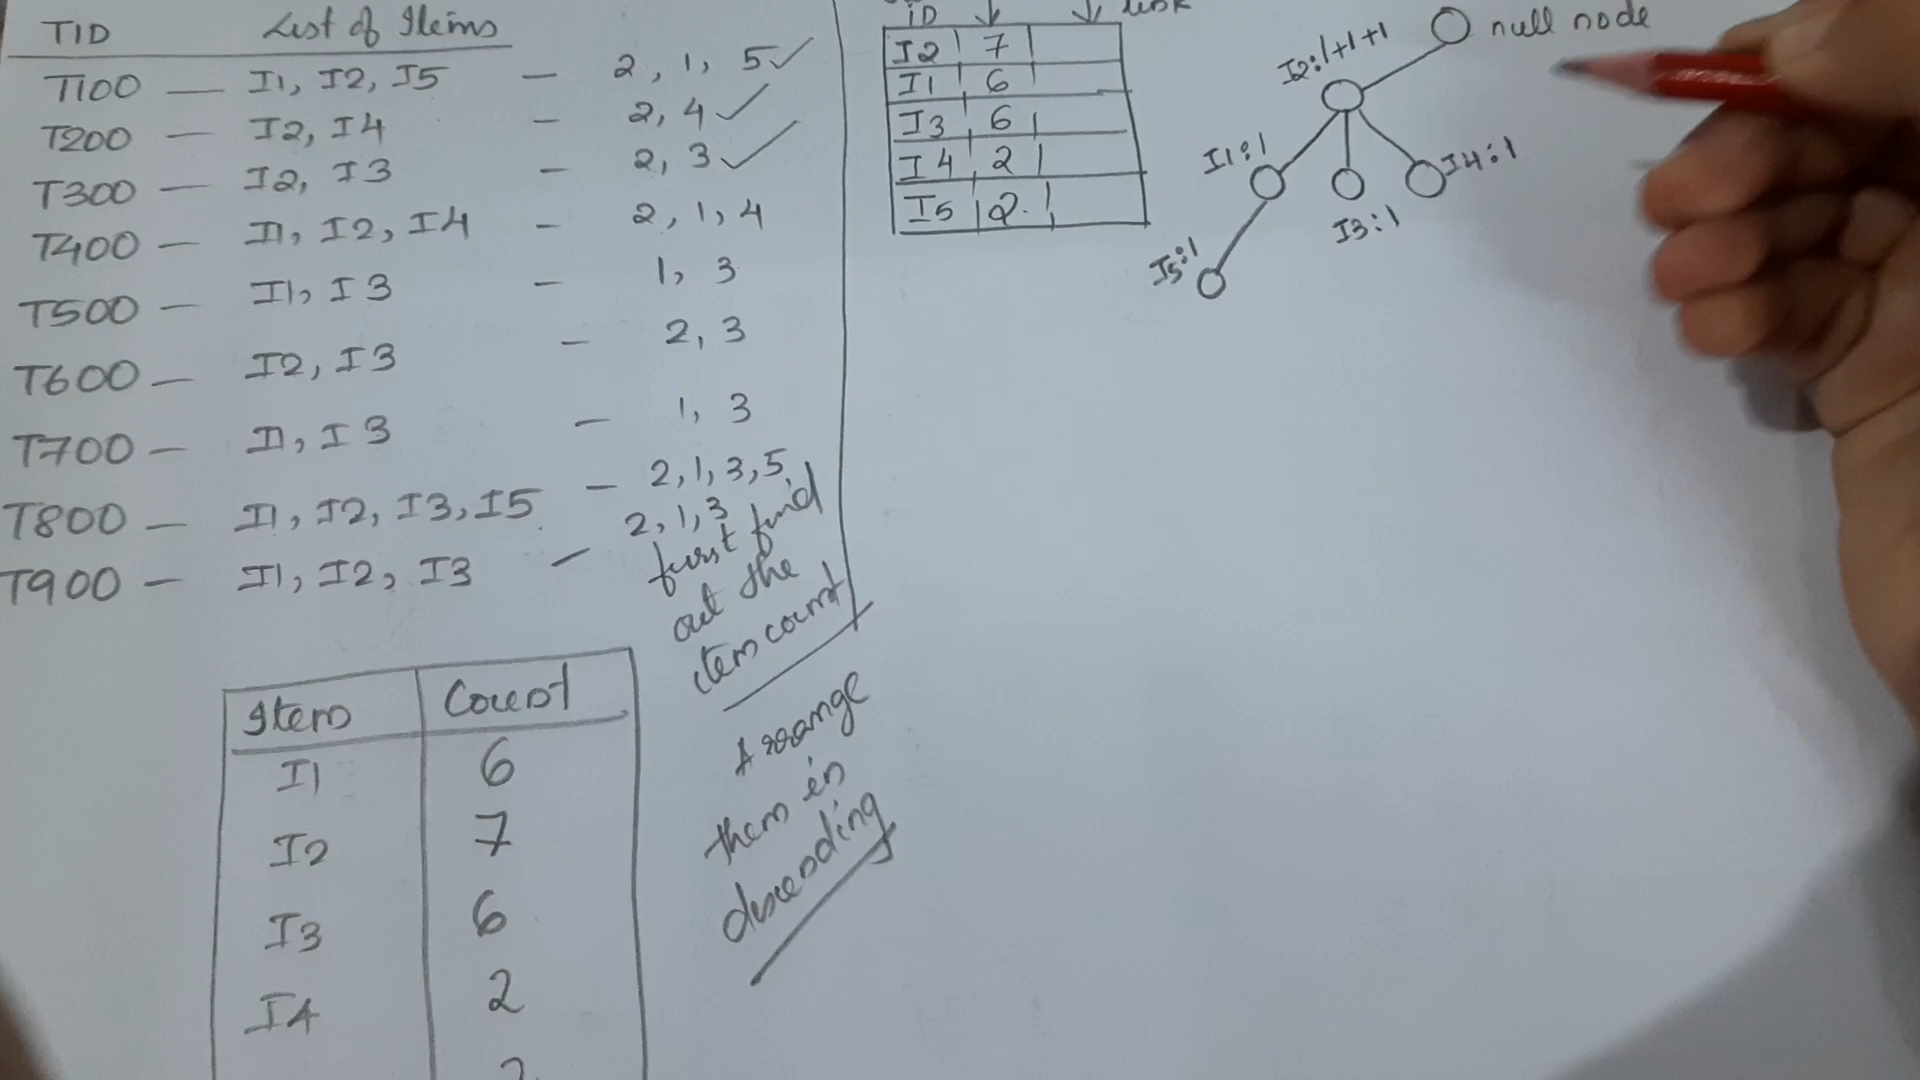 TID List of Items
T100 — I1, I2, I5 — 2, 1, 5 ✓
T200 — I2, I4 — 2, 4 ✓
T300 — I2, I3 — 2, 3 ✓
T400 — I1, I2, I4 — 2, 1, 4
T500 — I1, I3 — 1, 3
T600 — I2, I3 — 2, 3
T700 — I1, I3 — 1, 3
T800 — I1, I2, I3, I5 — 2, 1, 3, 5
T900 — I1, I2, I3 — 2, 1, 3
first find
out the
item count
Arrange
them in
descending
Item Count
I1 6
I2 7
I3 6
I4 2
ID link
I2 7
I1 6
I3 6
I4 2
I5 2
null node
I2:1+1+1
I1:1
I4:1
I3:1
I5:1